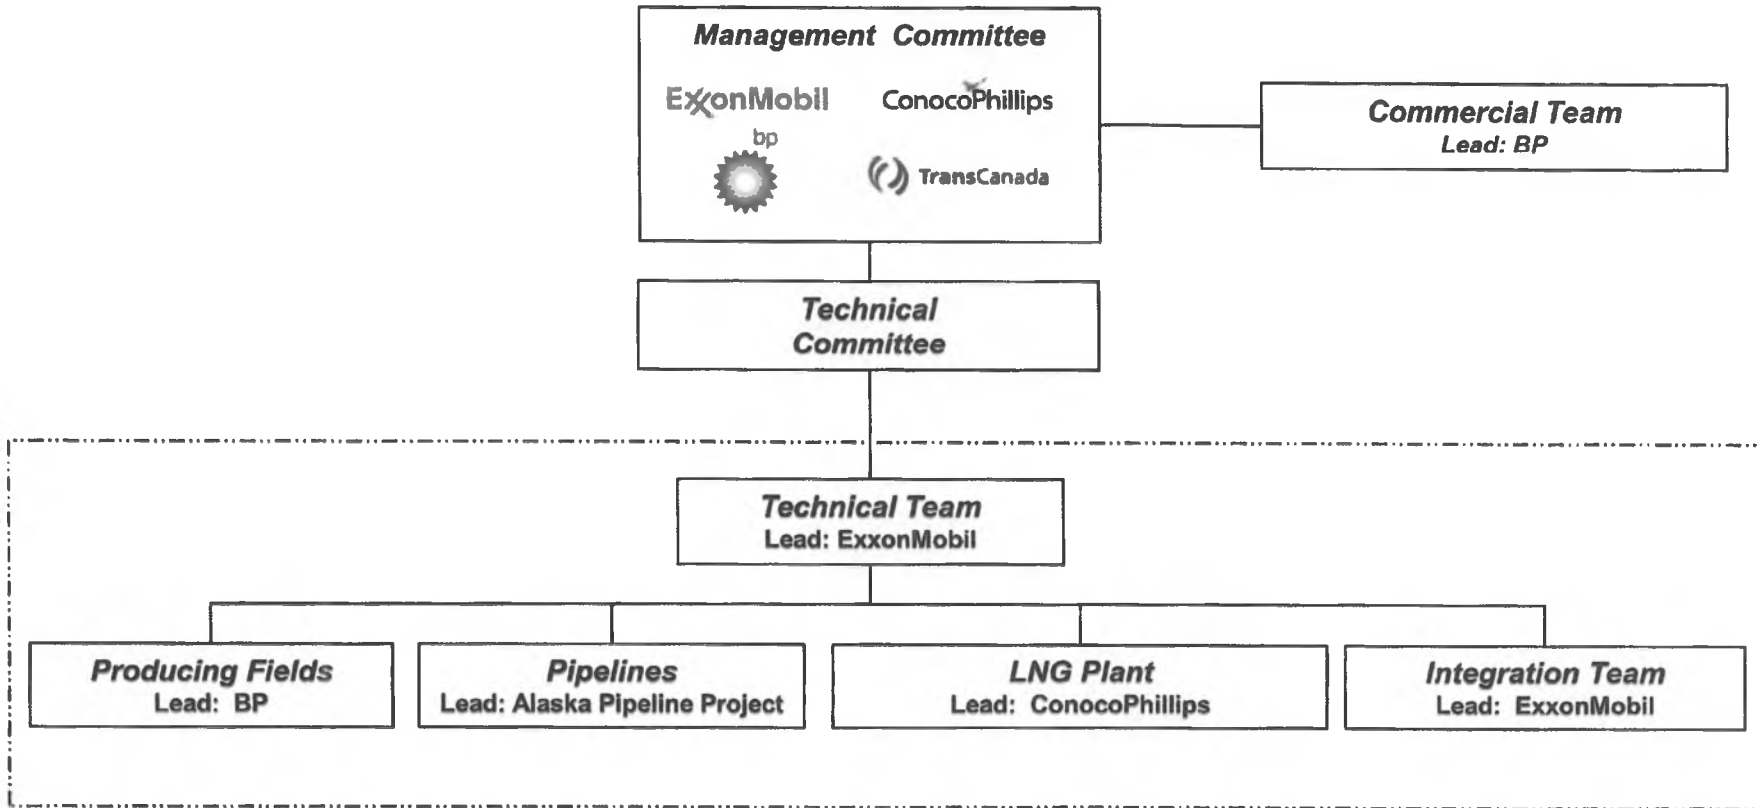 Management Committee
ExxonMobil
ConocoPhillips
bp
TransCanada
Commercial Team
Lead: BP
Technical
Committee
Technical Team
Lead: ExxonMobil
Producing Fields
Lead: BP
Pipelines
Lead: Alaska Pipeline Project
LNG Plant
Lead: ConocoPhillips
Integration Team
Lead: ExxonMobil